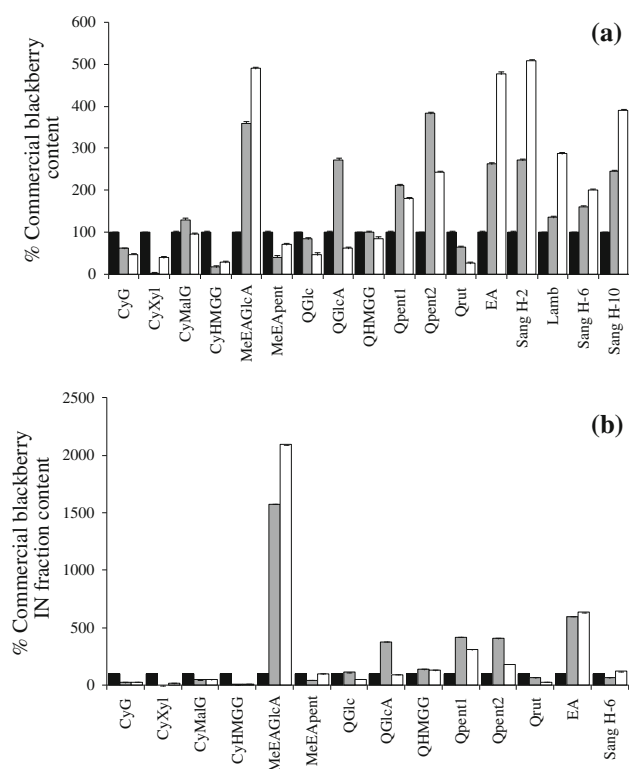 (a)
% Commercial blackberry
content
600
500
400
300
200
100
0
CyG
CyXyl
CyMalG
CyHMGG
MeEAGlcA
MeEApent
QGlc
QGlcA
QHMGG
Qpent1
Qpent2
Qrut
EA
Sang H-2
Lamb
Sang H-6
Sang H-10
(b)
% Commercial blackberry
IN fraction content
2500
2000
1500
1000
500
0
CyG
CyXyl
CyMalG
CyHMGG
MeEAGlcA
MeEApent
QGlc
QGlcA
QHMGG
Qpent1
Qpent2
Qrut
EA
Sang H-6